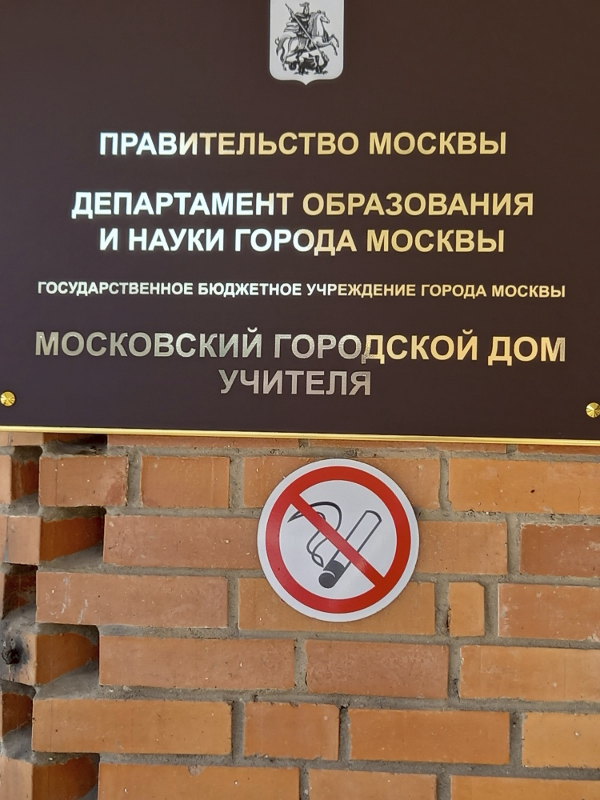 ПРАВИТЕЛЬСТВО МОСКВЫ
ДЕПАРТАМЕНТ ОБРАЗОВАНИЯ
И НАУКИ ГОРОДА МОСКВЫ
ГОСУДАРСТВЕННОЕ БЮДЖЕТНОЕ УЧРЕЖДЕНИЕ ГОРОДА МОСКВЫ
МОСКОВСКИЙ ГОРОДСКОЙ ДОМ
УЧИТЕЛЯ